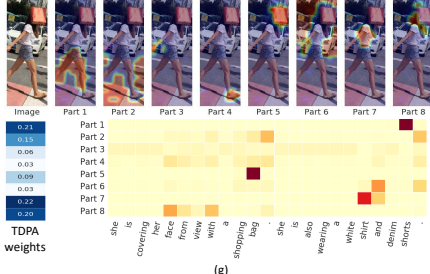 Image Part 1 Part 2 Part 3 Part 4 Part 5 Part 6 Part 7 Part 8
0.21
0.15
0.06
0.03
0.09
0.03
0.22
0.20
TDPA
weights
Part 1
Part 2
Part 3
Part 4
Part 5
Part 6
Part 7
Part 8
she is covering her face from view with a shopping bag . she is also wearing a white shirt and denim shorts .
(g)